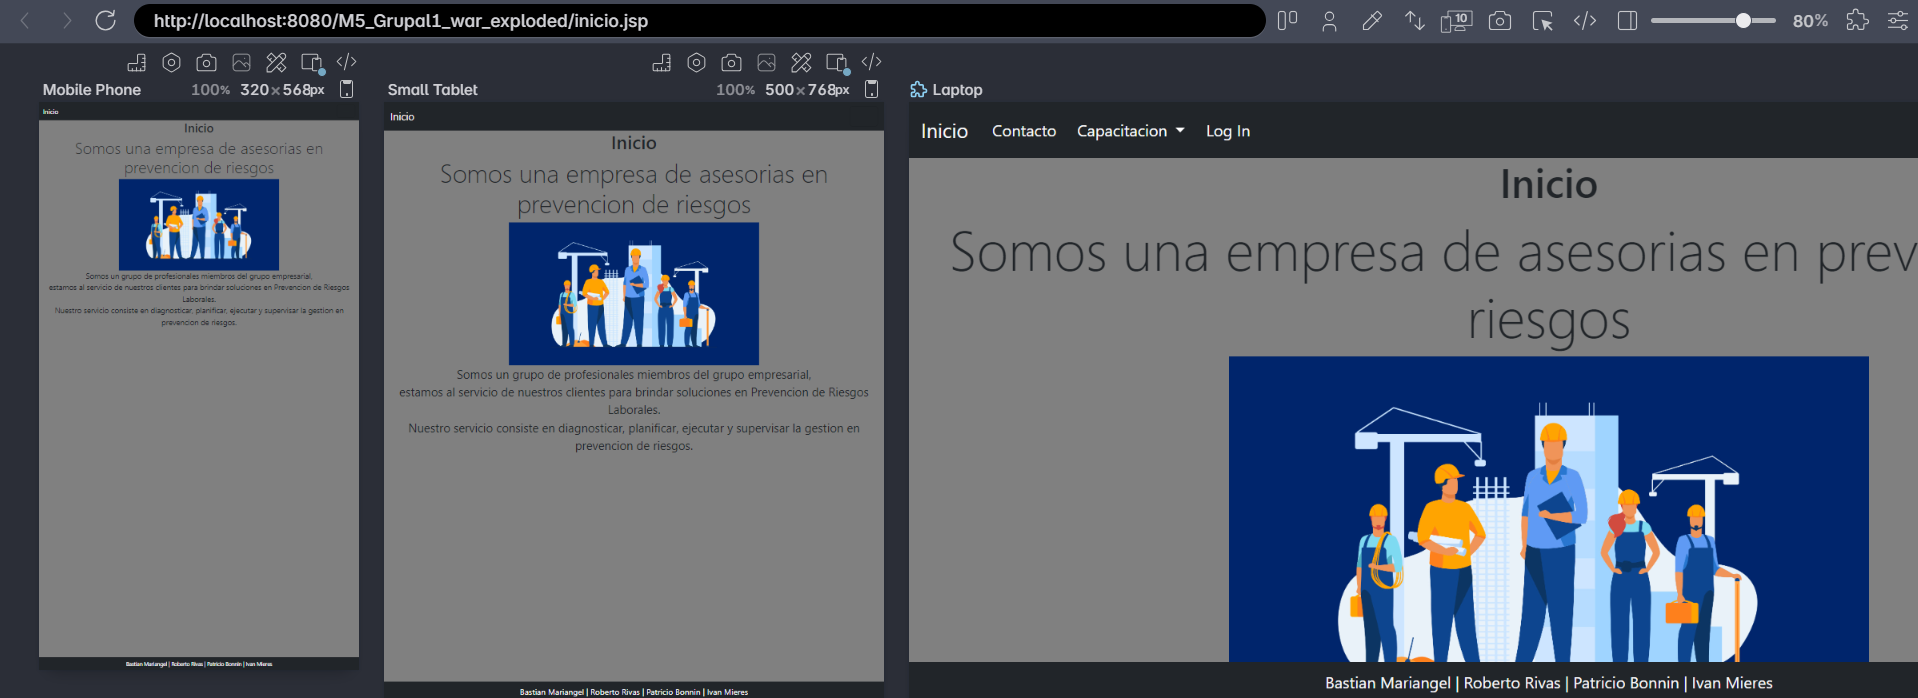 http://localhost:8080/M5_Grupal1_war_exploded/inicio.jsp
10
80%
Mobile Phone 100% 320×568px
Inicio
Inicio
Somos una empresa de asesorias en
prevencion de riesgos
Somos un grupo de profesionales miembros del grupo empresarial,
estamos al servicio de nuestros clientes para brindar soluciones en Prevencion de Riesgos
Laborales.
Nuestro servicio consiste en diagnosticar, planificar, ejecutar y supervisar la gestion en
prevencion de riesgos.
Bastian Mariangel | Roberto Rivas | Patricio Bonnin | Ivan Mieres
Small Tablet 100% 500×768px
Inicio
Inicio
Somos una empresa de asesorias en
prevencion de riesgos
Somos un grupo de profesionales miembros del grupo empresarial,
estamos al servicio de nuestros clientes para brindar soluciones en Prevencion de Riesgos
Laborales.
Nuestro servicio consiste en diagnosticar, planificar, ejecutar y supervisar la gestion en
prevencion de riesgos.
Bastian Mariangel | Roberto Rivas | Patricio Bonnin | Ivan Mieres
Laptop
Inicio Contacto Capacitacion Log In
Inicio
Somos una empresa de asesorias en prev
riesgos
Bastian Mariangel | Roberto Rivas | Patricio Bonnin | Ivan Mieres